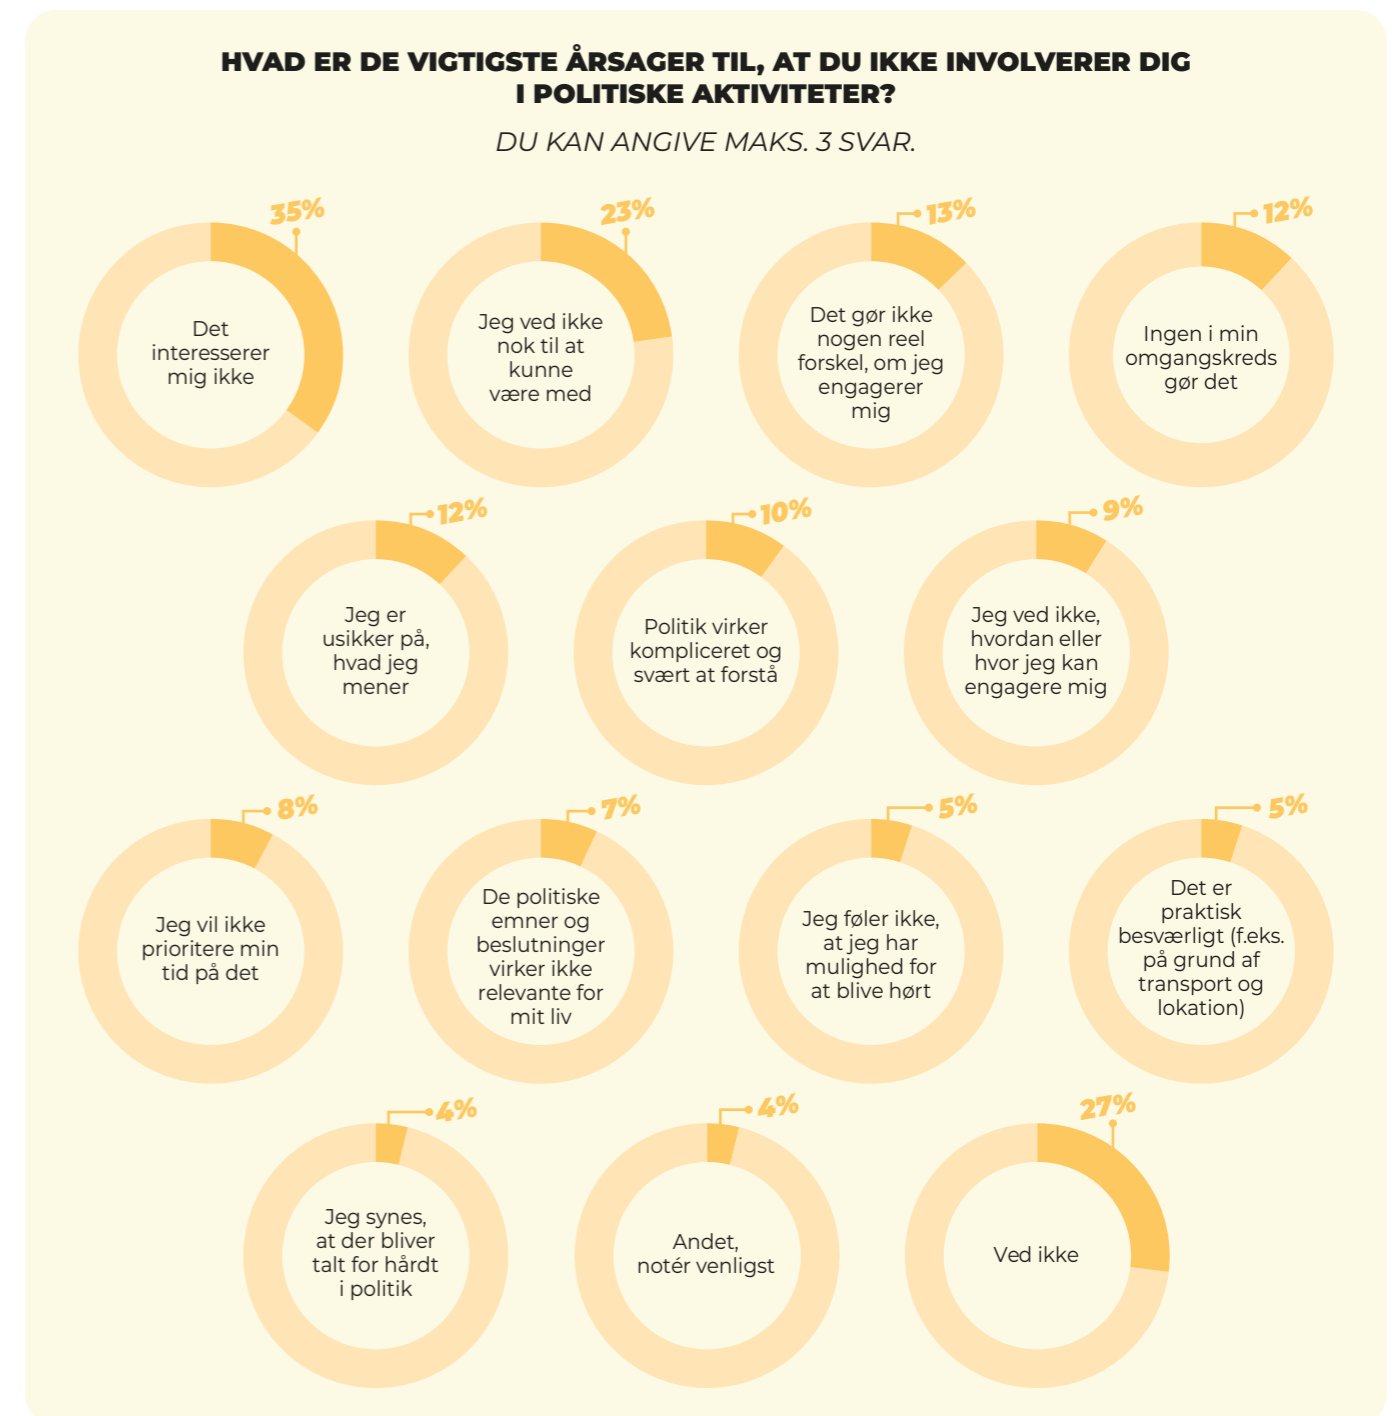 HVAD ER DE VIGTIGSTE ÅRSAGER TIL, AT DU IKKE INVOLVERER DIG
I POLITISKE AKTIVITETER?
DU KAN ANGIVE MAKS. 3 SVAR.
35%
Det
interesserer
mig ikke
23%
Jeg ved ikke
nok til at
kunne
være med
13%
Det gør ikke
nogen reel
forskel, om jeg
engagerer
mig
12%
Ingen i min
omgangskreds
gør det
12%
Jeg er
usikker på,
hvad jeg
mener
10%
Politik virker
kompliceret og
svært at forstå
9%
Jeg ved ikke,
hvordan eller
hvor jeg kan
engagere mig
8%
Jeg vil ikke
prioritere min
tid på det
7%
De politiske
emner og
beslutninger
virker ikke
relevante for
mit liv
5%
Jeg føler ikke,
at jeg har
mulighed for
at blive hørt
5%
Det er
praktisk
besværligt (f.eks.
på grund af
transport og
lokation)
4%
Jeg synes,
at der bliver
talt for hårdt
i politik
4%
Andet,
notér venligst
27%
Ved ikke